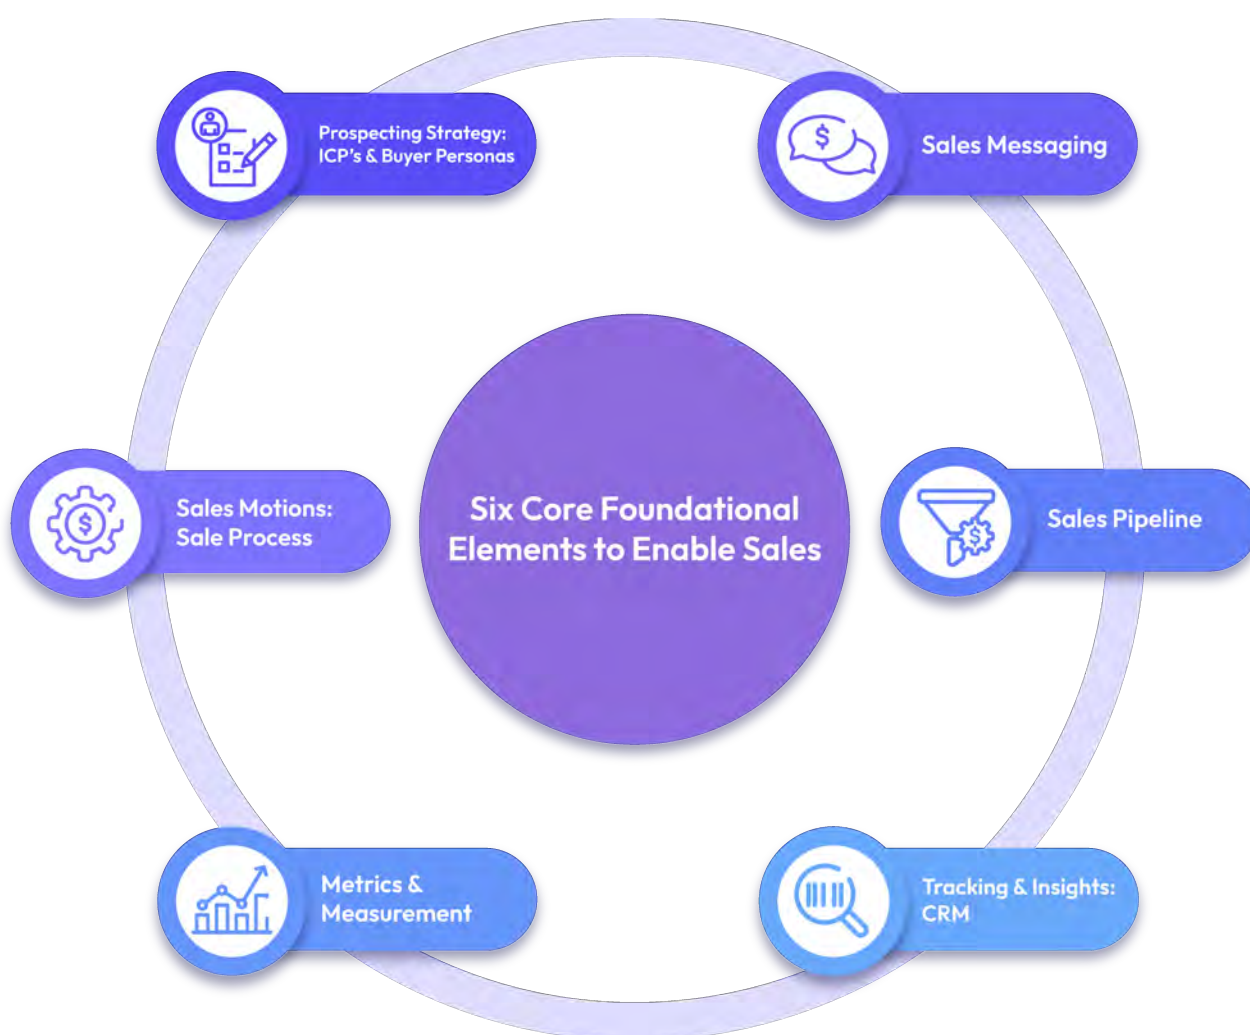 Prospecting Strategy:
ICP's & Buyer Personas
Sales Messaging
Six Core Foundational
Elements to Enable Sales
Sales Motions:
Sale Process
Sales Pipeline
Metrics &
Measurement
Tracking & Insights:
CRM